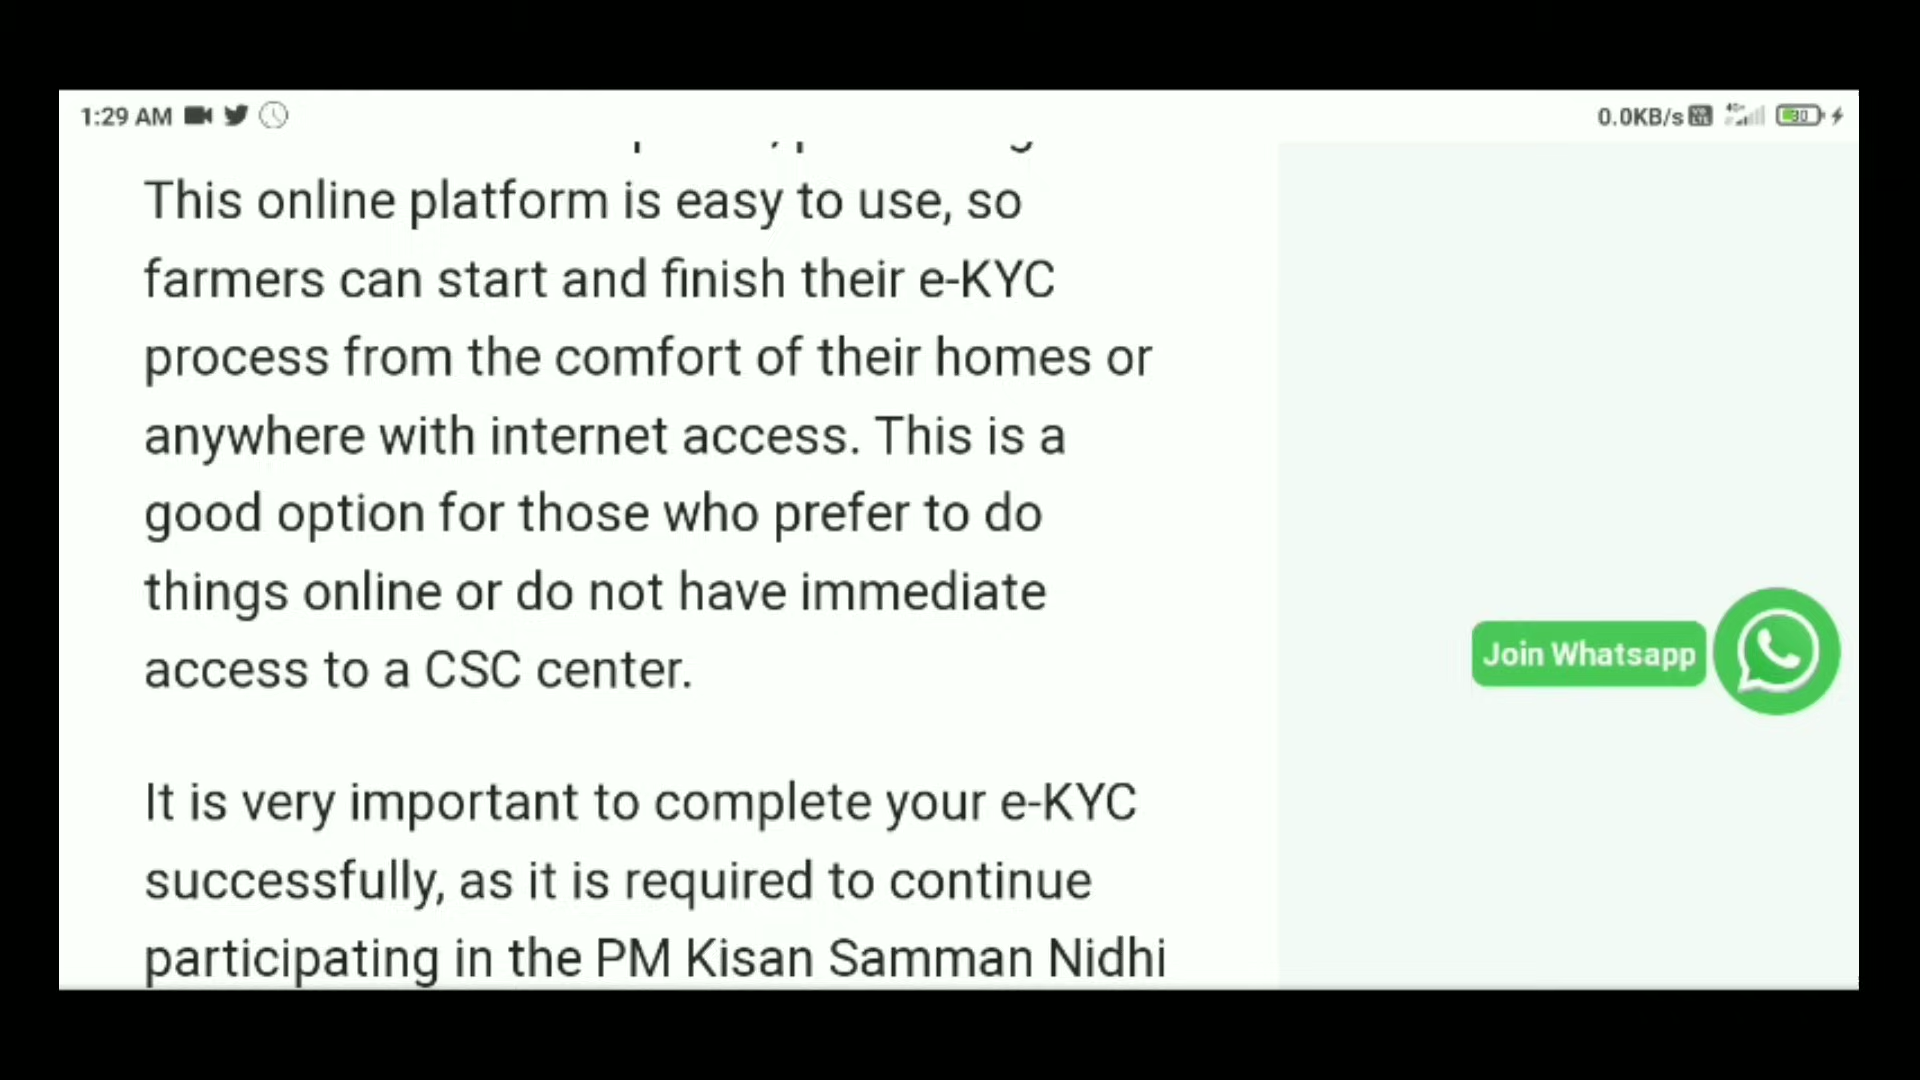 1:29 AM
0.0KB/s
30
This online platform is easy to use, so
farmers can start and finish their e-KYC
process from the comfort of their homes or
anywhere with internet access. This is a
good option for those who prefer to do
things online or do not have immediate
access to a CSC center.
Join Whatsapp
It is very important to complete your e-KYC
successfully, as it is required to continue
participating in the PM Kisan Samman Nidhi